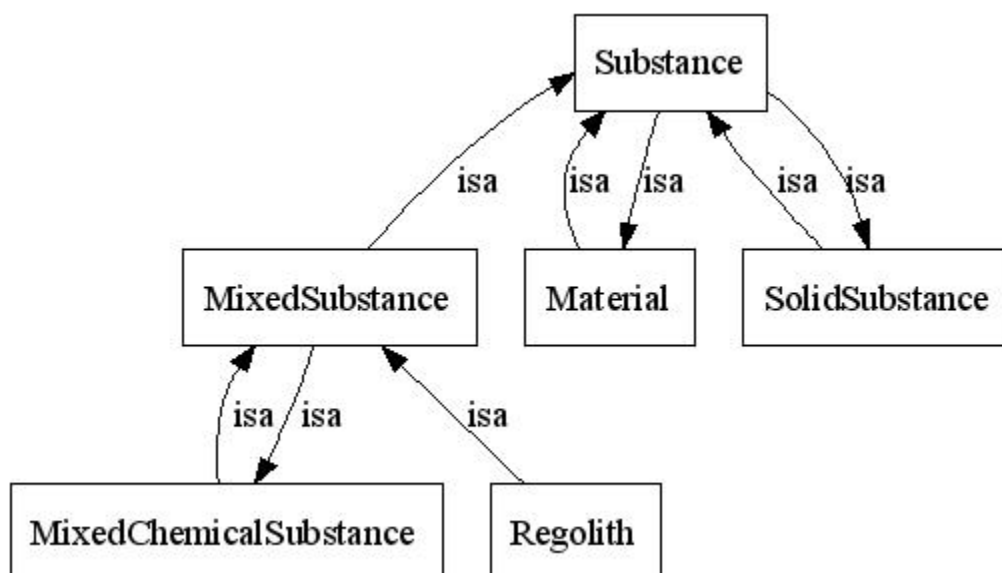 Substance
isa
isa
isa
isa
isa
MixedSubstance
Material
SolidSubstance
isa
isa
isa
MixedChemicalSubstance
Regolith